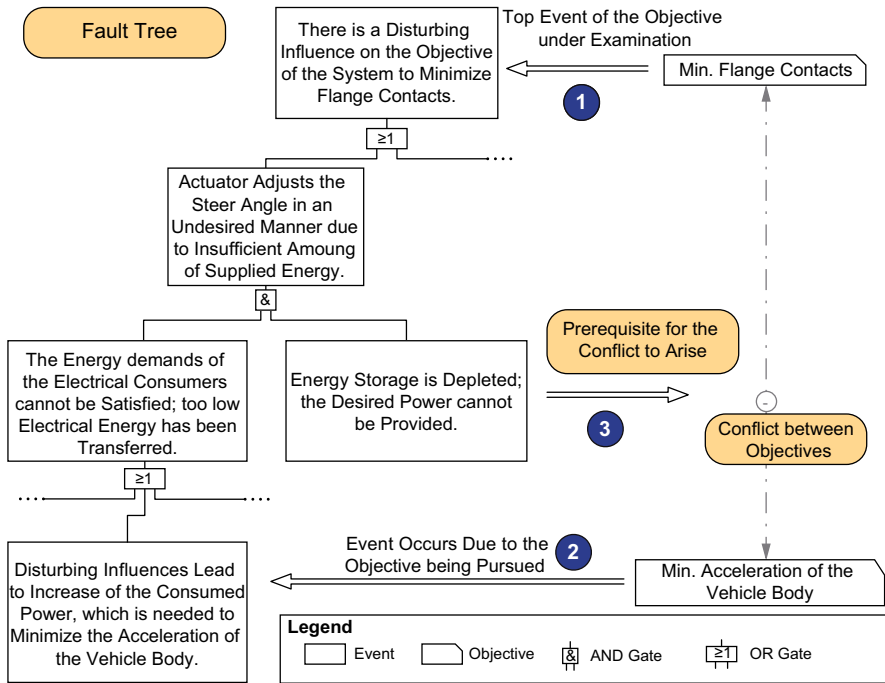 Fault Tree
There is a Disturbing
Influence on the Objective
of the System to Minimize
Flange Contacts.
Top Event of the Objective
under Examination
Min. Flange Contacts
1
≥1
Actuator Adjusts the
Steer Angle in an
Undesired Manner due
to Insufficient Amoung
of Supplied Energy.
&
The Energy demands of
the Electrical Consumers
cannot be Satisfied; too low
Electrical Energy has been
Transferred.
Energy Storage is Depleted;
the Desired Power cannot
be Provided.
Prerequisite for the
Conflict to Arise
3
-
Conflict between
Objectives
≥1
Disturbing Influences Lead
to Increase of the Consumed
Power, which is needed to
Minimize the Acceleration of
the Vehicle Body.
Event Occurs Due to the
Objective being Pursued
2
Min. Acceleration of the
Vehicle Body
Legend
Event
Objective
&
AND Gate
≥1
OR Gate